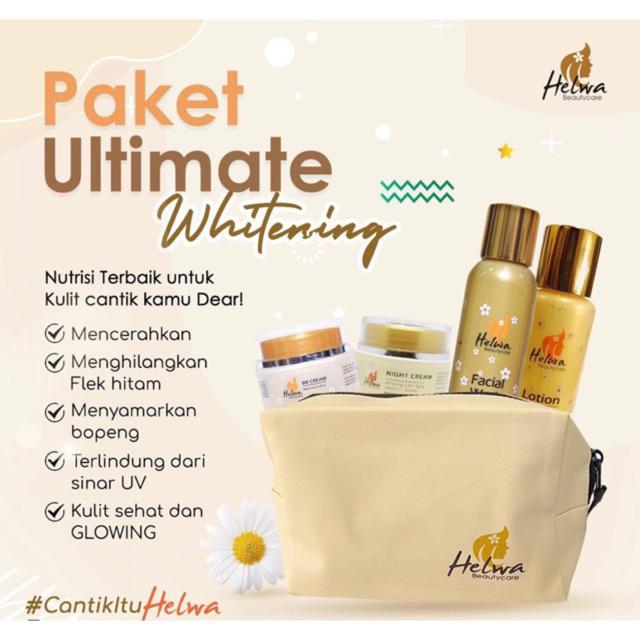 Helwa
Beautycare
Paket
Ultimate
Whitening
Nutrisi Terbaik untuk
Kulit cantik kamu Dear!
Mencerahkan
Menghilangkan
Flek hitam
Menyamarkan
bopeng
Terlindung dari
sinar UV
Kulit sehat dan
GLOWING
Helwa
BB CREAM
NIGHT CREAM
Helwa
Beautycare
Facial
Helwa
Beautycare
Lotion
Helwa
Beautycare
#CantikItuHelwa